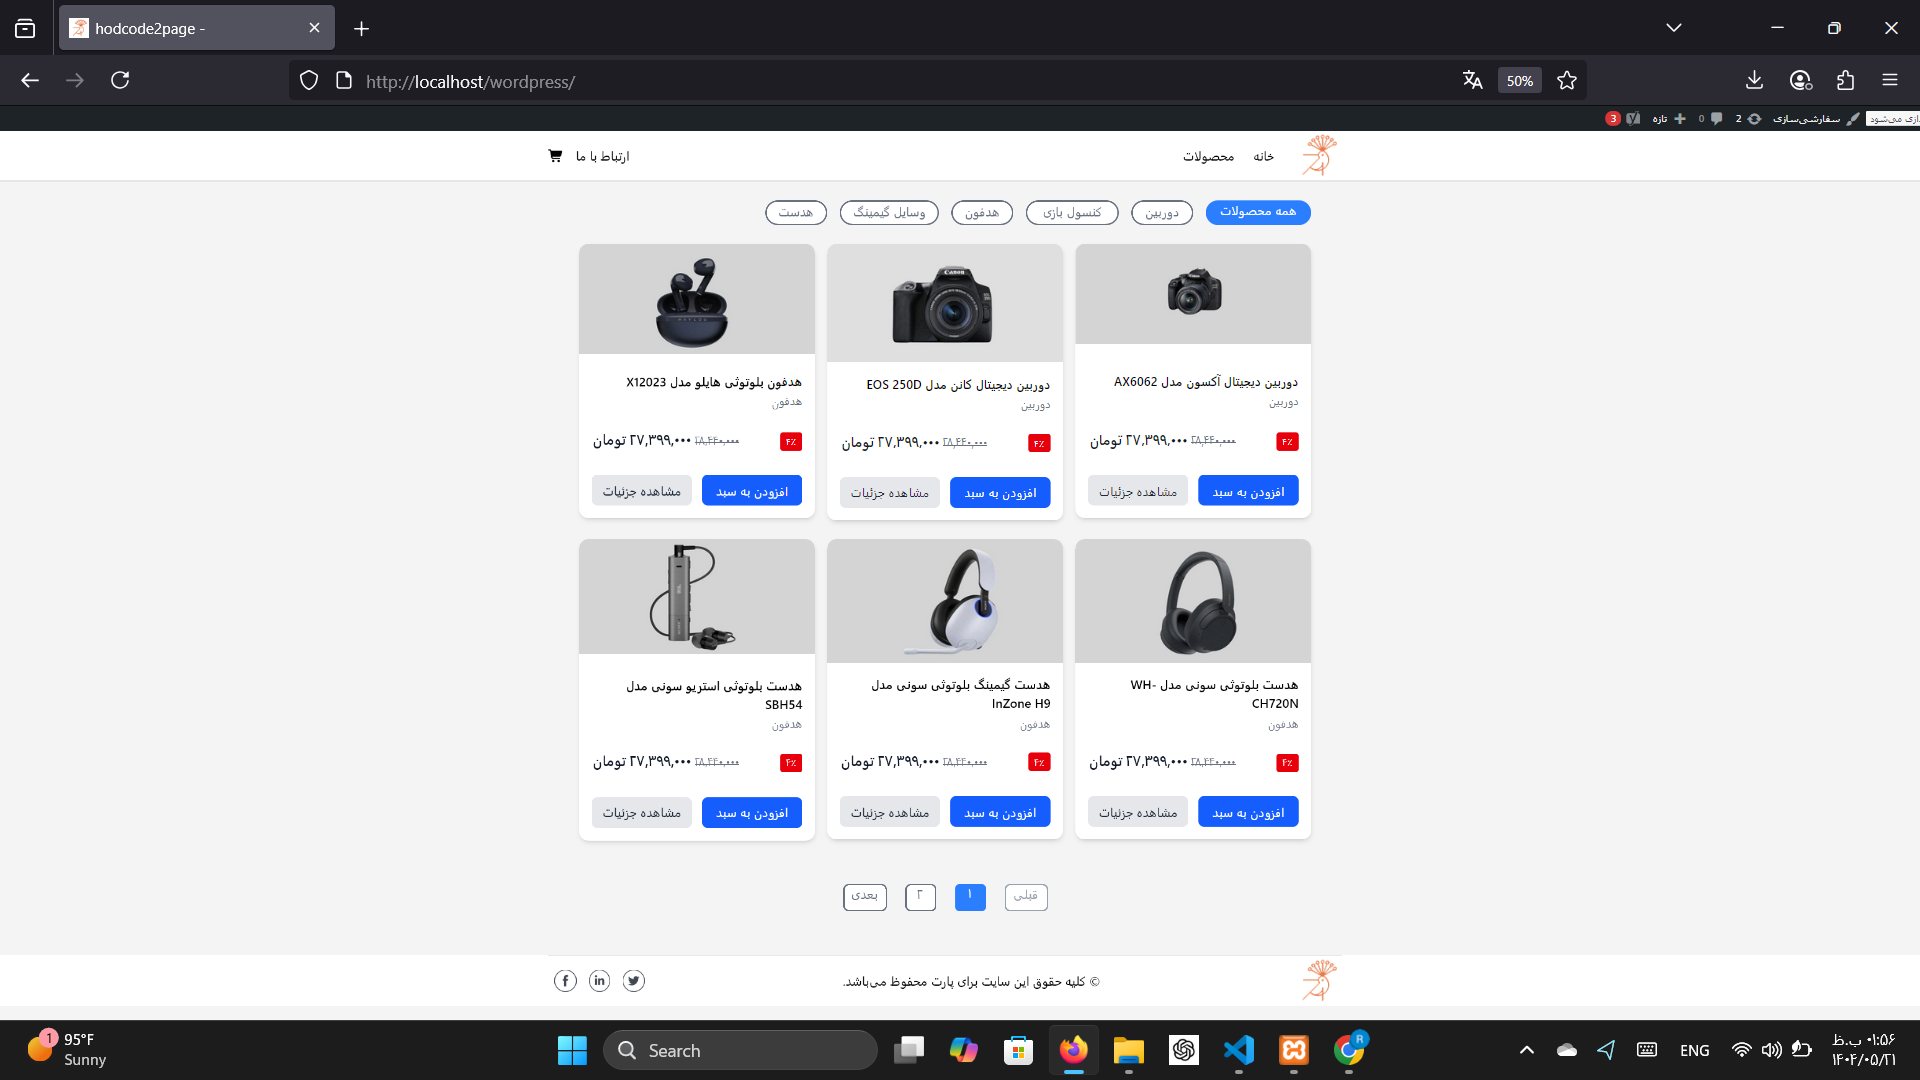 hodcode2page -
http://localhost/wordpress/
50%
سفارشی‌سازی 2 0 تازه 3
خانه محصولات
ارتباط با ما
همه محصولات دوربین کنسول بازی هدفون وسایل گیمینگ هدست
Canon
دوربین دیجیتال آکسون مدل AX6062
دوربین
۴٪ ۲۸,۴۴۰,۰۰۰ ۲۷,۳۹۹,۰۰۰ تومان
افزودن به سبد مشاهده جزئیات
دوربین دیجیتال کانن مدل EOS 250D
دوربین
۴٪ ۲۸,۴۴۰,۰۰۰ ۲۷,۳۹۹,۰۰۰ تومان
افزودن به سبد مشاهده جزئیات
هدفون بلوتوثی هایلو مدل X12023
هدفون
۴٪ ۲۸,۴۴۰,۰۰۰ ۲۷,۳۹۹,۰۰۰ تومان
افزودن به سبد مشاهده جزئیات
هدست بلوتوثی سونی مدل WH-
CH720N
هدفون
۴٪ ۲۸,۴۴۰,۰۰۰ ۲۷,۳۹۹,۰۰۰ تومان
افزودن به سبد مشاهده جزئیات
هدست گیمینگ بلوتوثی سونی مدل
InZone H9
هدفون
۴٪ ۲۸,۴۴۰,۰۰۰ ۲۷,۳۹۹,۰۰۰ تومان
افزودن به سبد مشاهده جزئیات
هدست بلوتوثی استریو سونی مدل
SBH54
هدفون
۴٪ ۲۸,۴۴۰,۰۰۰ ۲۷,۳۹۹,۰۰۰ تومان
افزودن به سبد مشاهده جزئیات
قبلی ۱ ۲ بعدی
© کلیه حقوق این سایت برای پارت محفوظ می‌باشد.
1
95°F
Sunny
Search
R
ENG
۰۱:۵۶ ب.ظ
۱۴۰۴/۰۵/۲۱